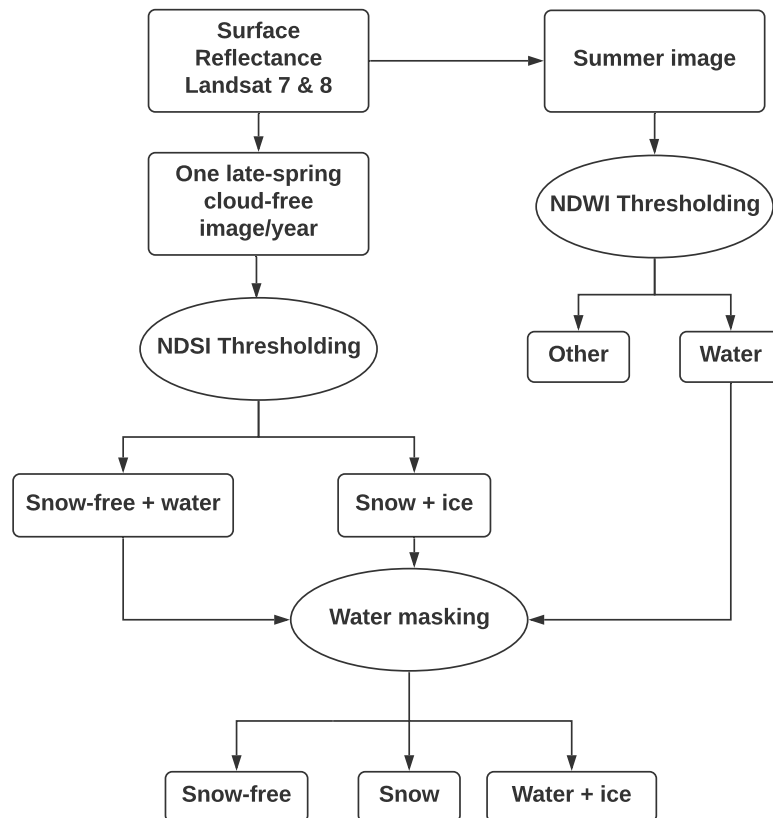 Surface
Reflectance
Landsat 7 & 8
Summer image
One late-spring
cloud-free
image/year
NDWI Thresholding
NDSI Thresholding
Other
Water
Snow-free + water
Snow + ice
Water masking
Snow-free
Snow
Water + ice